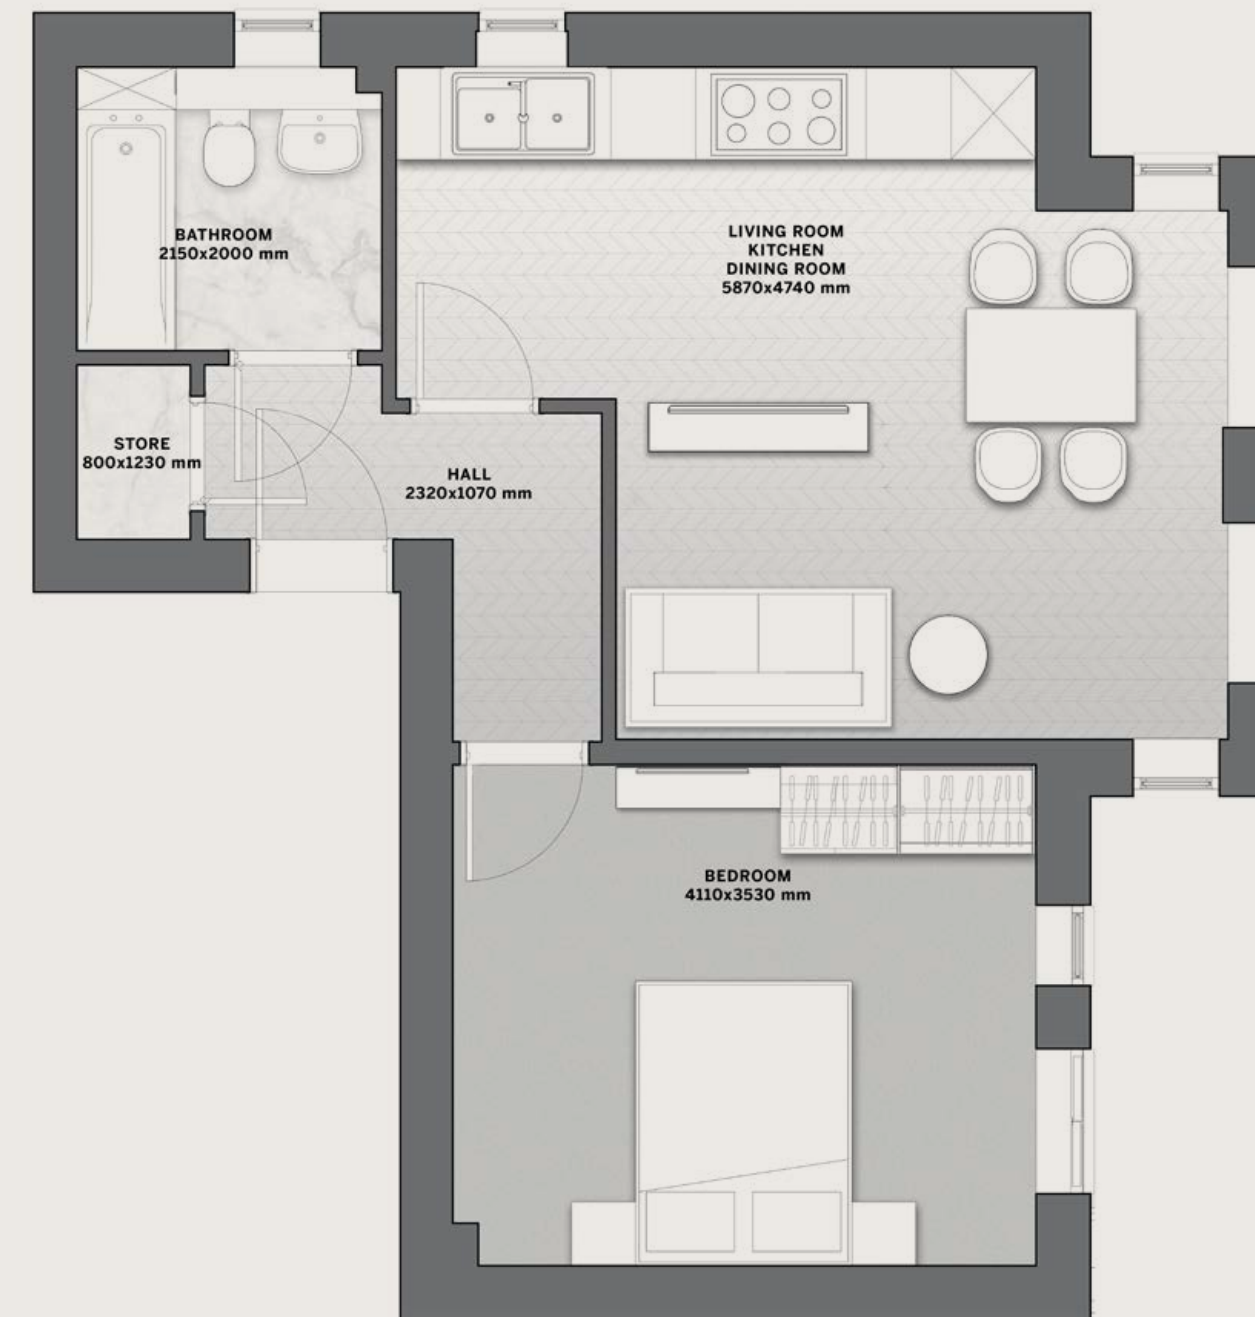 BATHROOM
2150x2000 mm
LIVING ROOM
KITCHEN
DINING ROOM
5870x4740 mm
STORE
800x1230 mm
HALL
2320x1070 mm
BEDROOM
4110x3530 mm